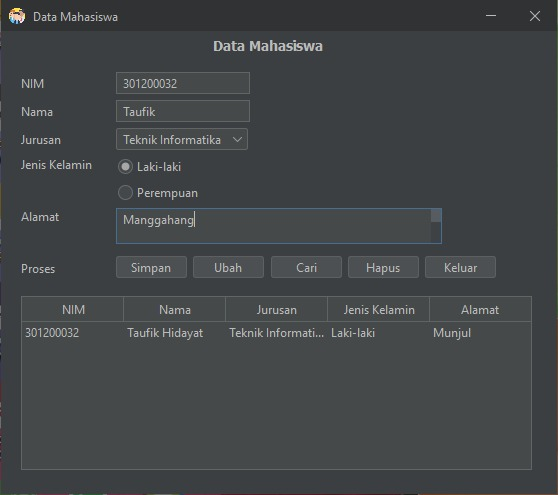 Data Mahasiswa
Data Mahasiswa
NIM 301200032
Nama Taufik
Jurusan Teknik Informatika
Jenis Kelamin Laki-laki
Perempuan
Alamat Manggahang
Proses Simpan Ubah Cari Hapus Keluar
NIM Nama Jurusan Jenis Kelamin Alamat
301200032 Taufik Hidayat Teknik Informati... Laki-laki Munjul